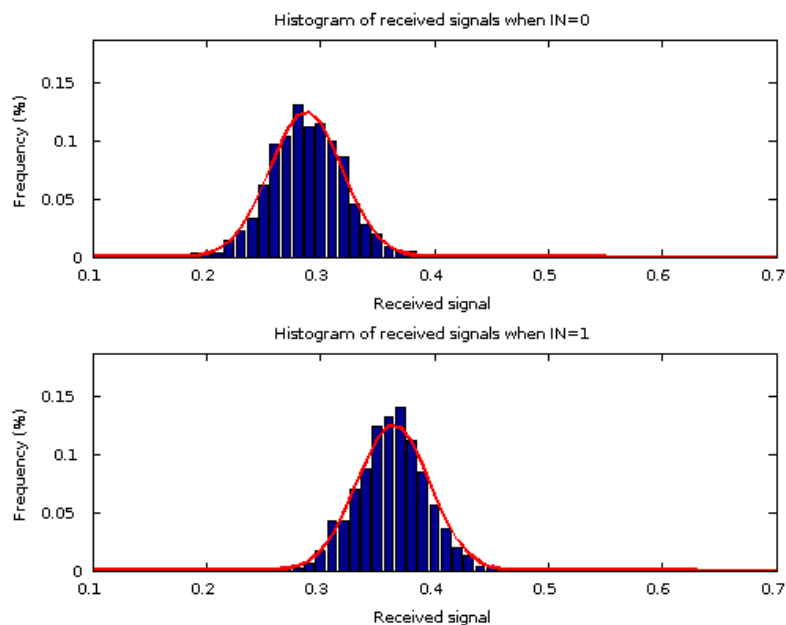 Histogram of received signals when IN=0
Frequency (%)
0.15
0.1
0.05
0
0.1 0.2 0.3 0.4 0.5 0.6 0.7
Received signal
Histogram of received signals when IN=1
Frequency (%)
0.15
0.1
0.05
0
0.1 0.2 0.3 0.4 0.5 0.6 0.7
Received signal